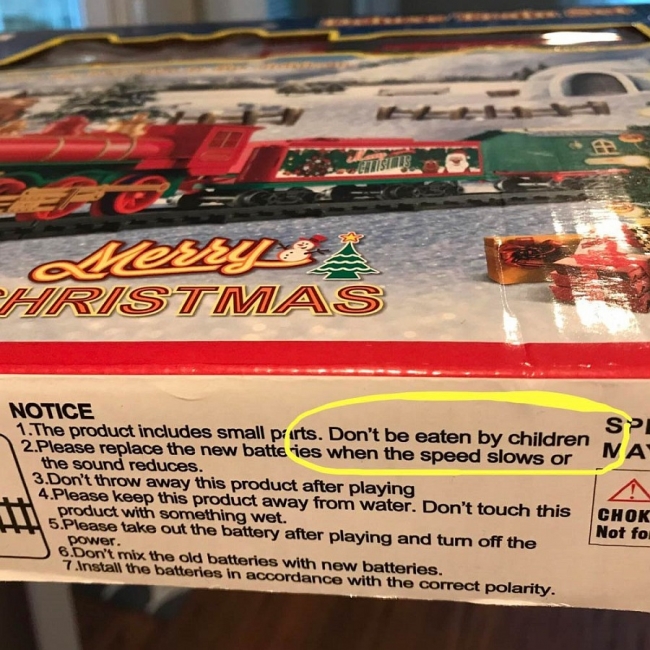 Deluxe Train
Merry
CHRISTMAS
CHRISTMAS
NOTICE
1.The product includes small parts. Don't be eaten by children
2.Please replace the new batteries when the speed slows or
the sound reduces.
3.Don't throw away this product after playing
4.Please keep this product away from water. Don't touch this
product with something wet.
5.Please take out the battery after playing and turn off the
power.
6.Don't mix the old batteries with new batteries.
7.Install the batteries in accordance with the correct polarity.